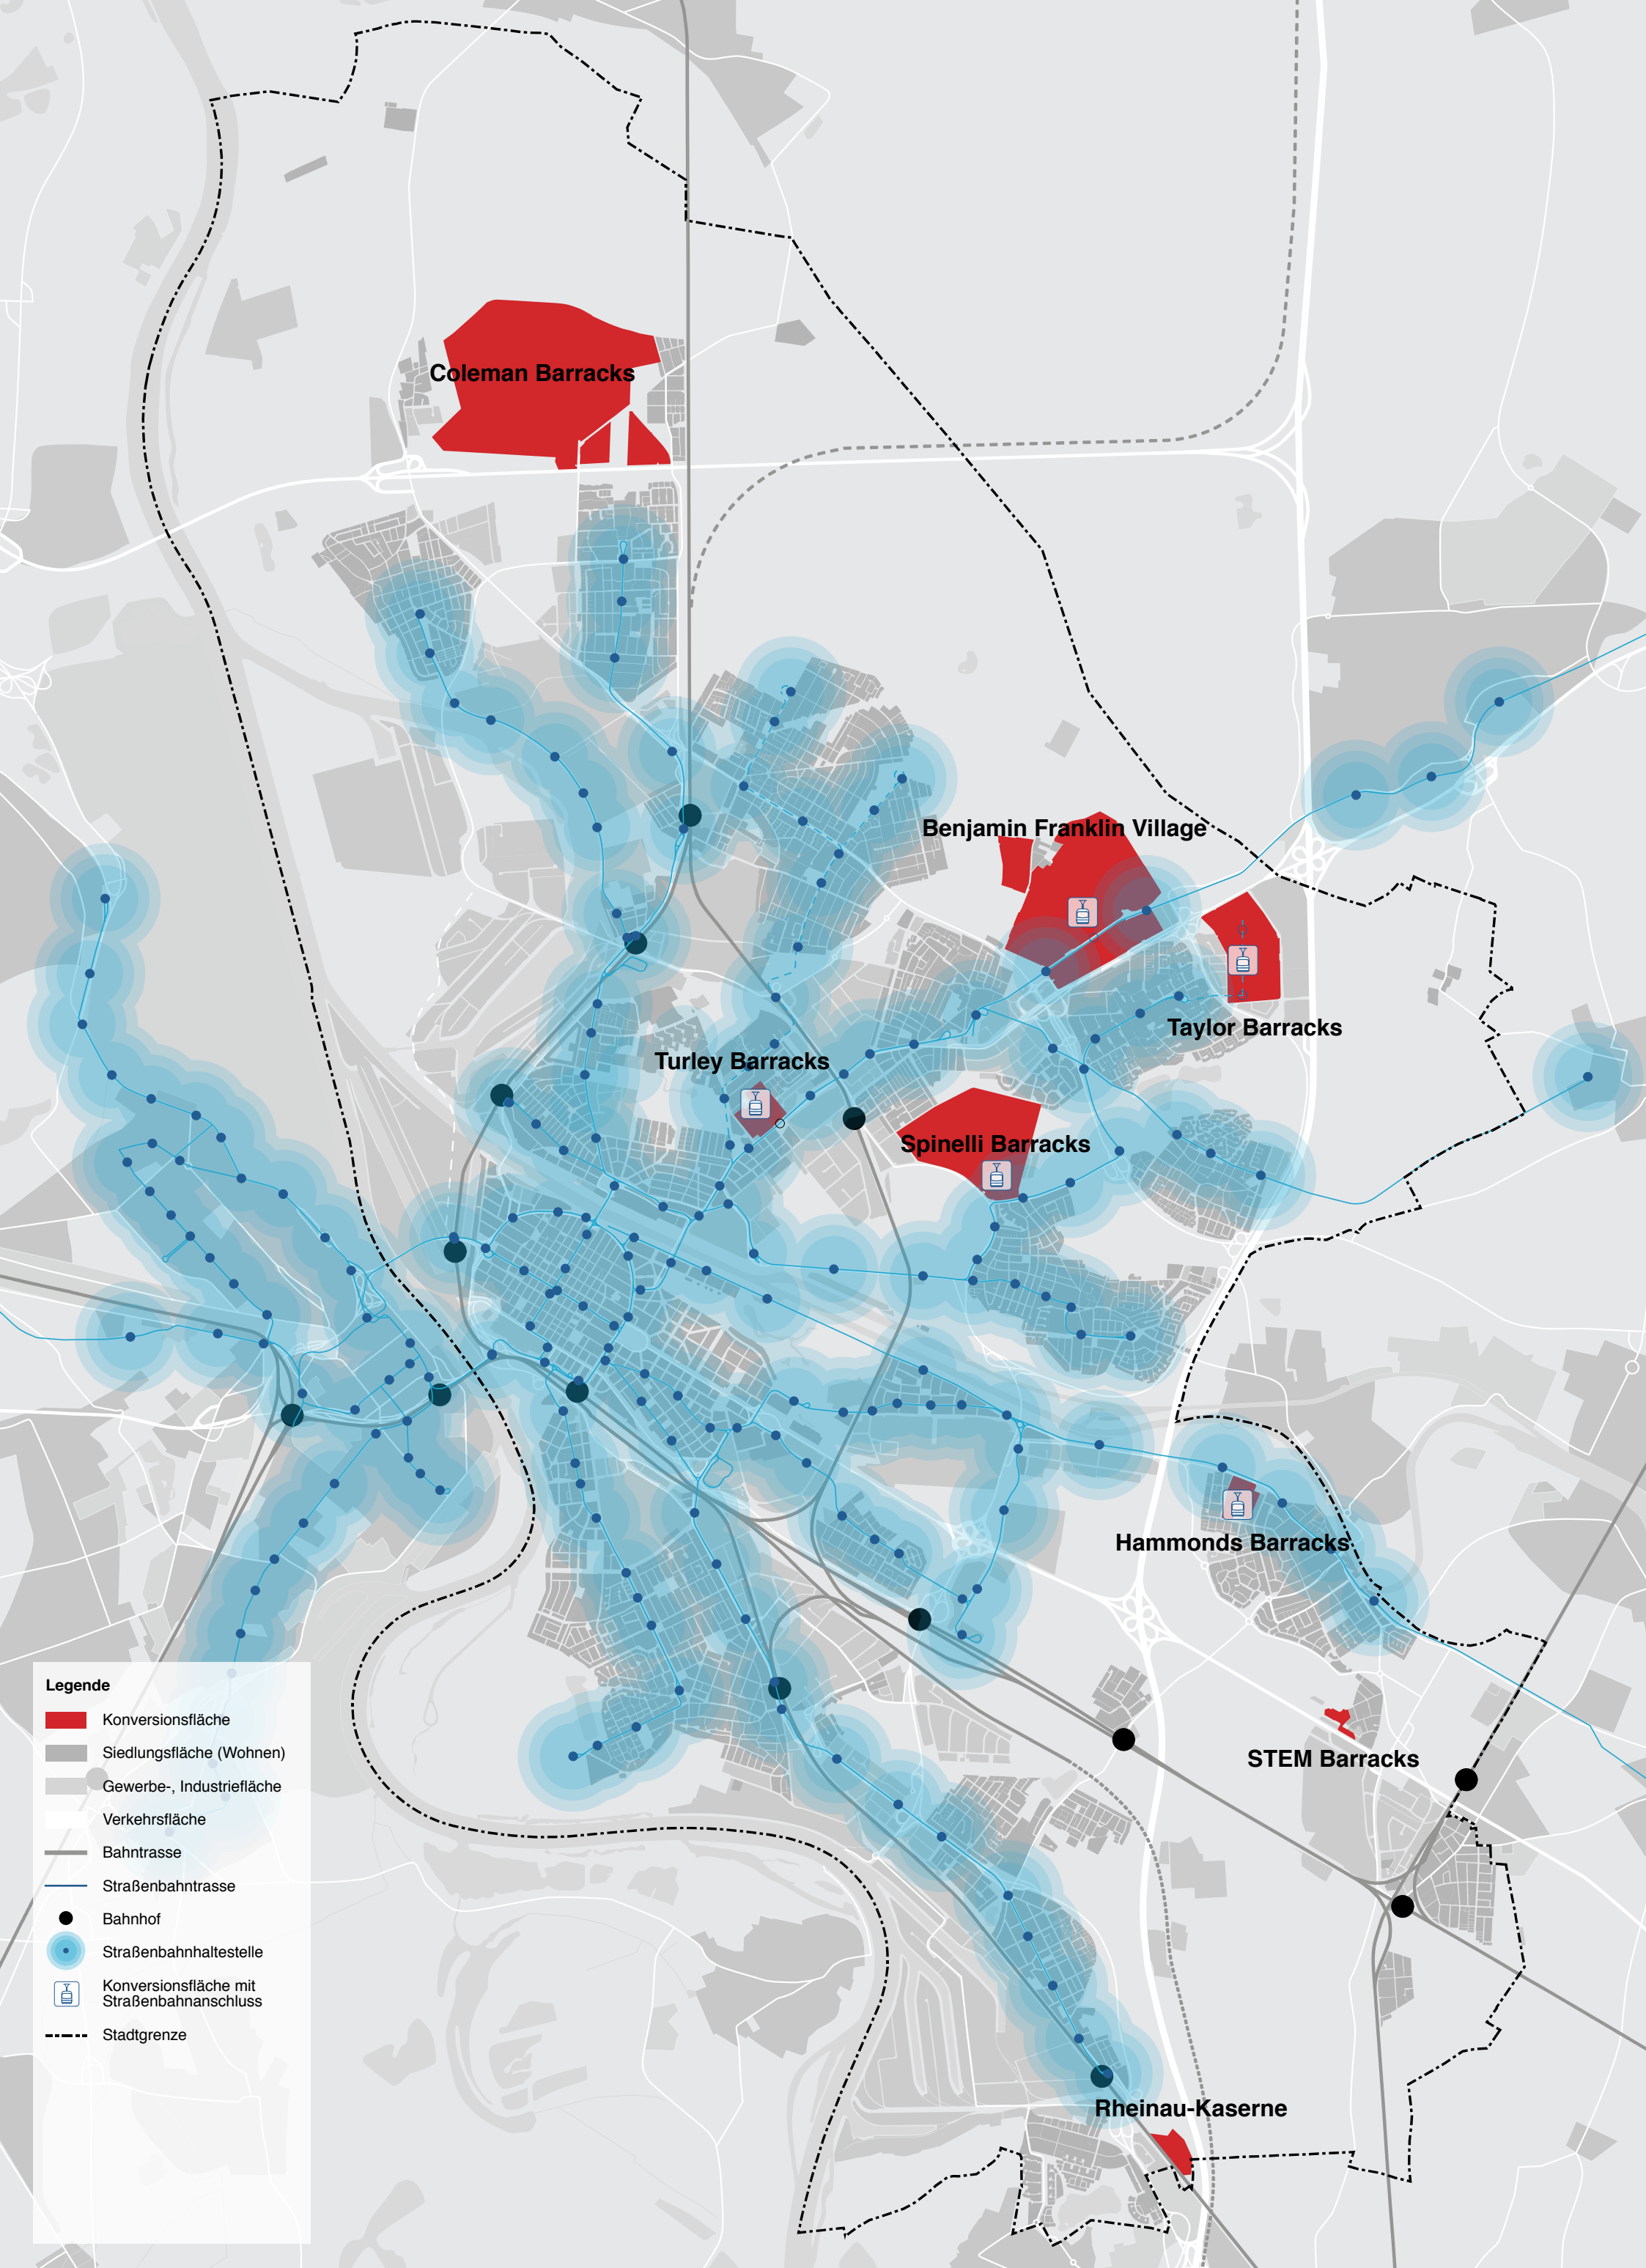 Coleman Barracks
Benjamin Franklin Village
Taylor Barracks
Turley Barracks
Spinelli Barracks
Hammonds Barracks
STEM Barracks
Rheinau-Kaserne
Legende
Konversionsfläche
Siedlungsfläche (Wohnen)
Gewerbe-, Industriefläche
Verkehrsfläche
Bahntrasse
Straßenbahntrasse
Bahnhof
Straßenbahnhaltestelle
Konversionsfläche mit
Straßenbahnanschluss
Stadtgrenze